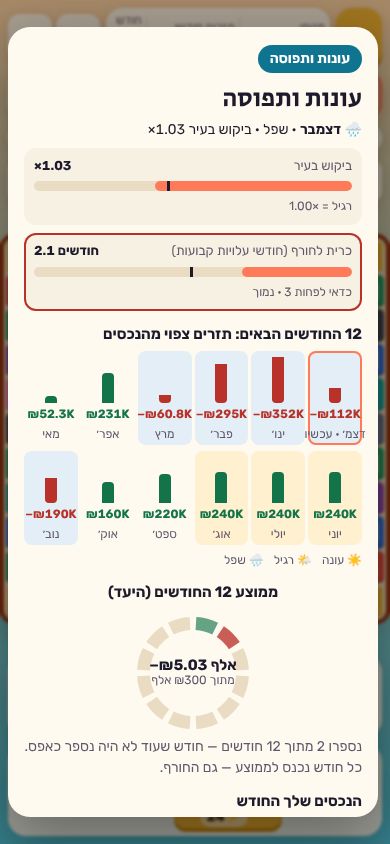 עונות ותפוסה
עונות ותפוסה
🌧️ דצמבר • שפל • ביקוש בעיר 1.03×
ביקוש בעיר
×1.03
רגיל = ×1.00
כרית לחורף (חודשי עלויות קבועות)
2.1 חודשים
כדאי לפחות 3 • נמוך
12 החודשים הבאים: תזרים צפוי מהנכסים
−₪112K
דצמ׳ • עכשיו
−₪352K
ינו׳
−₪295K
פבר׳
−₪60.8K
מרץ
₪231K
אפר׳
₪52.3K
מאי
₪240K
יוני
₪240K
יולי
₪240K
אוג׳
₪220K
ספט׳
₪160K
אוק׳
−₪190K
נוב׳
☀️ עונה 🌤️ רגיל 🌧️ שפל
ממוצע 12 החודשים (היעד)
−₪5.03 אלף
מתוך ₪300 אלף
נספרו 2 מתוך 12 חודשים — חודש שעוד לא היה נספר כאפס.
כל חודש נכנס לממוצע — גם החורף.
הנכסים שלך החודש